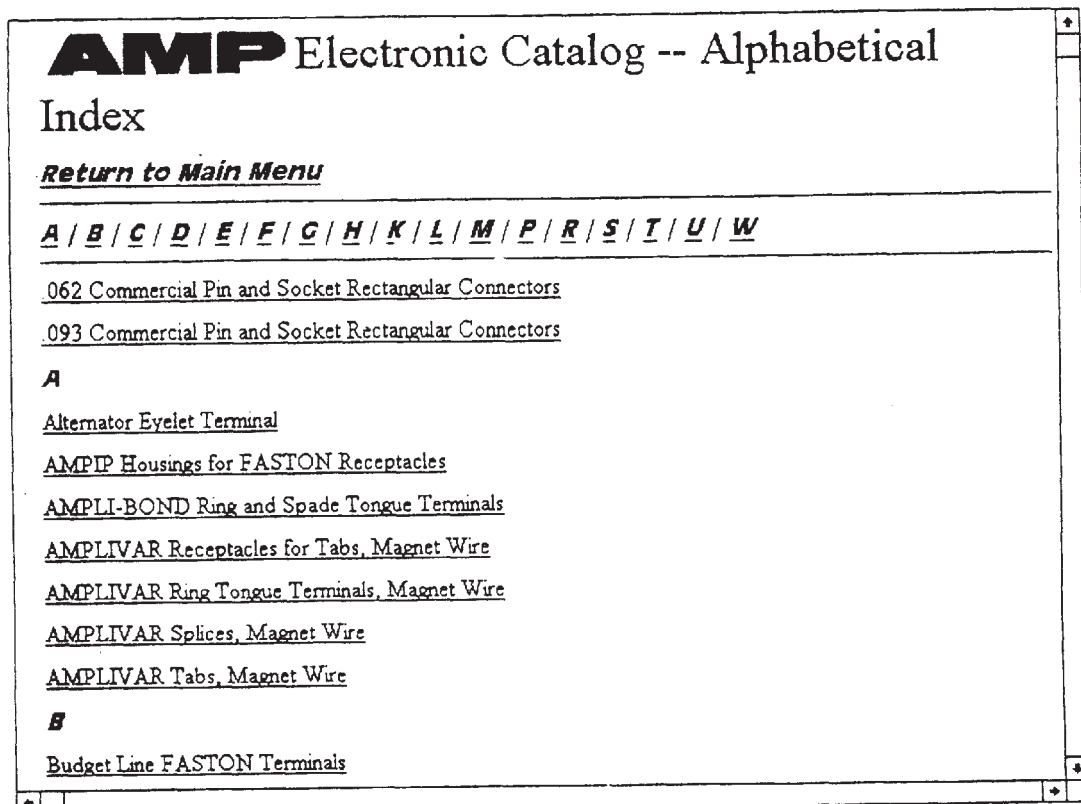 AMP Electronic Catalog -- Alphabetical
Index
Return to Main Menu
A / B / C / D / E / F / G / H / K / L / M / P / R / S / T / U / W
.062 Commercial Pin and Socket Rectangular Connectors
.093 Commercial Pin and Socket Rectangular Connectors
A
Alternator Eyelet Terminal
AMPIP Housings for FASTON Receptacles
AMPLI-BOND Ring and Spade Tongue Terminals
AMPLIVAR Receptacles for Tabs, Magnet Wire
AMPLIVAR Ring Tongue Terminals, Magnet Wire
AMPLIVAR Splices, Magnet Wire
AMPLIVAR Tabs, Magnet Wire
B
Budget Line FASTON Terminals